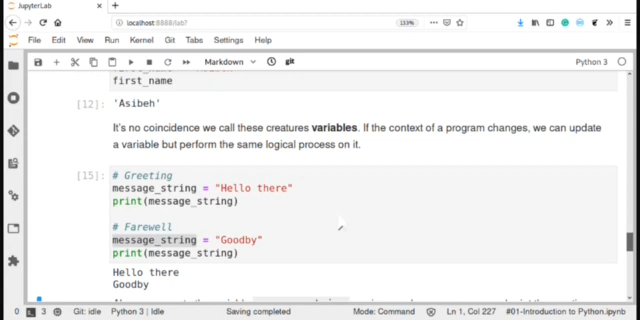 JupyterLab
localhost:8888/lab?
133%
File Edit View Run Kernel Git Tabs Settings Help
Markdown
git
Python 3
first_name
[12]: 'Asibeh'
It's no coincidence we call these creatures variables. If the context of a program changes, we can update
a variable but perform the same logical process on it.
[15]: # Greeting
message_string = "Hello there"
print(message_string)
# Farewell
message_string = "Goodby"
print(message_string)
Hello there
Goodby
0 3 Git: idle Python 3 | Idle Saving completed Mode: Command Ln 1, Col 227 #01-Introduction to Python.ipynb